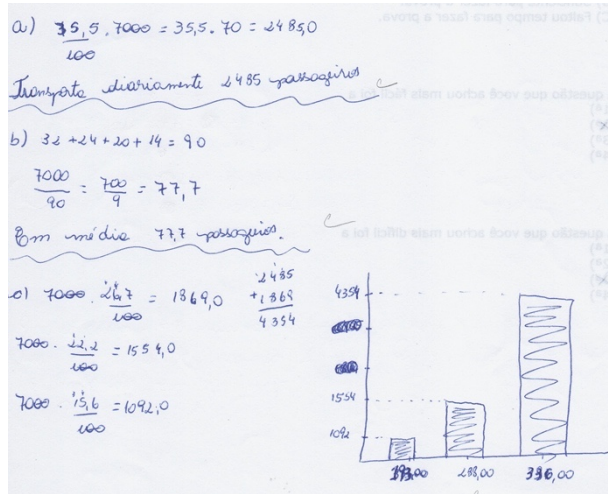 a) 35,5/100 . 7000 = 35,5 . 70 = 2485,0
Transporta diariamente 2485 passageiros
b) 32 + 24 + 20 + 14 = 90
7000/90 = 700/9 = 77,7
Em média 77,7 passageiros.
c) 7000 . 26,7/100 = 1869,0
2485
+1869
4354
7000 . 22,2/100 = 1554,0
7000 . 15,6/100 = 1092,0
4354
1554
1092
288,00
336,00